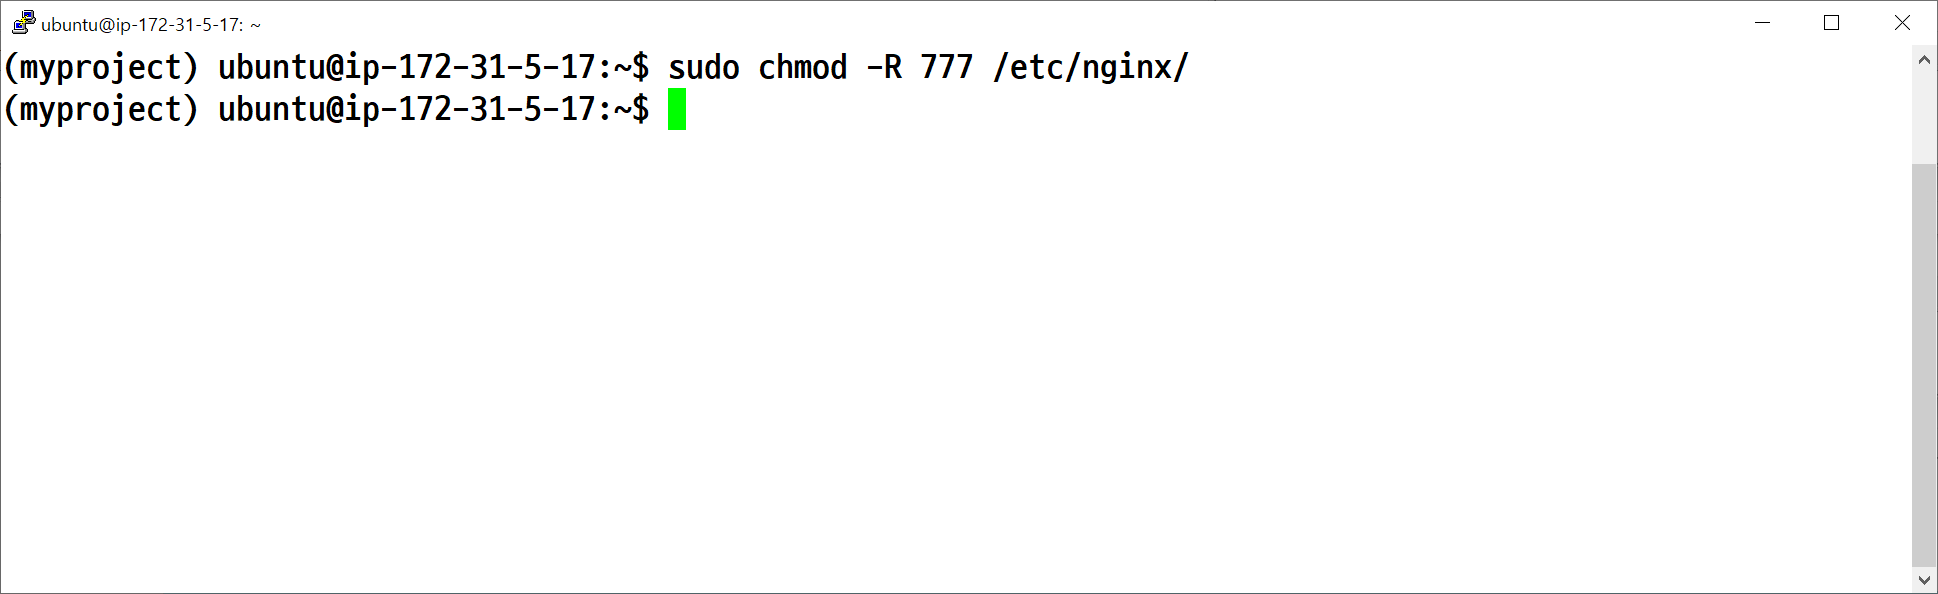 ubuntu@ip-172-31-5-17: ~
(myproject) ubuntu@ip-172-31-5-17:~$ sudo chmod -R 777 /etc/nginx/
(myproject) ubuntu@ip-172-31-5-17:~$